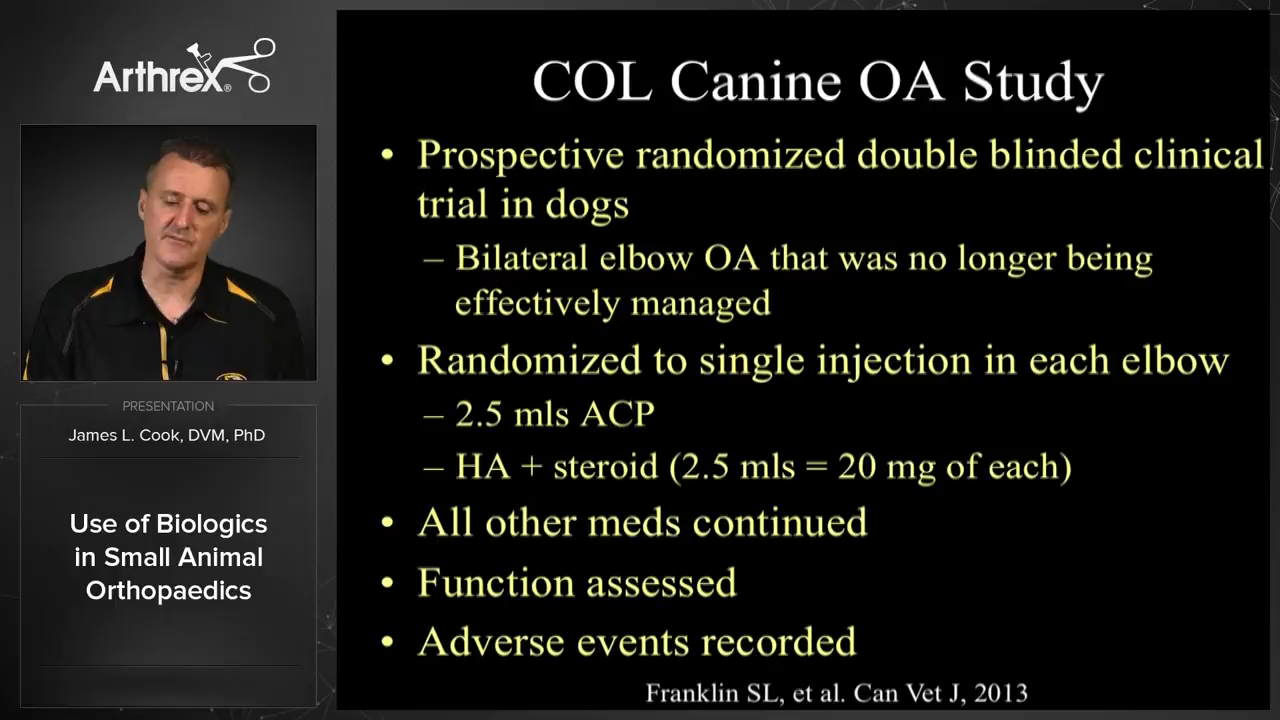 Arthrex®
PRESENTATION
James L. Cook, DVM, PhD
Use of Biologics
in Small Animal
Orthopaedics
COL Canine OA Study
• Prospective randomized double blinded clinical
trial in dogs
– Bilateral elbow OA that was no longer being
effectively managed
• Randomized to single injection in each elbow
– 2.5 mls ACP
– HA + steroid (2.5 mls = 20 mg of each)
• All other meds continued
• Function assessed
• Adverse events recorded
Franklin SL, et al. Can Vet J, 2013